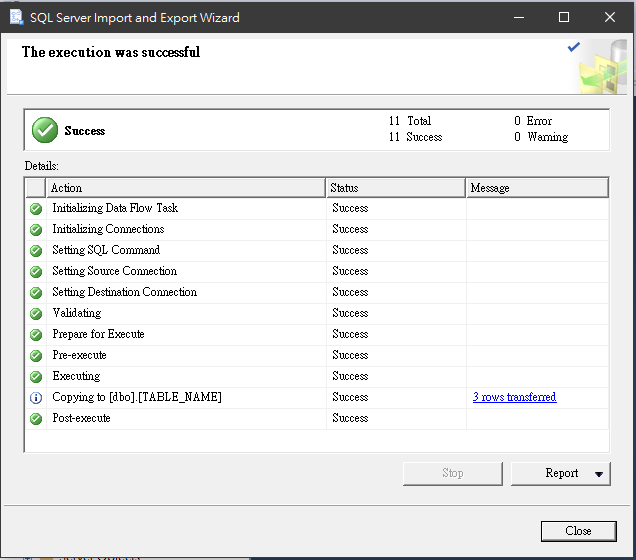 SQL Server Import and Export Wizard
The execution was successful
Success
11 Total 0 Error
11 Success 0 Warning
Details:
Action Status Message
Initializing Data Flow Task Success
Initializing Connections Success
Setting SQL Command Success
Setting Source Connection Success
Setting Destination Connection Success
Validating Success
Prepare for Execute Success
Pre-execute Success
Executing Success
Copying to [dbo].[TABLE_NAME] Success 3 rows transferred
Post-execute Success
Stop Report
Close